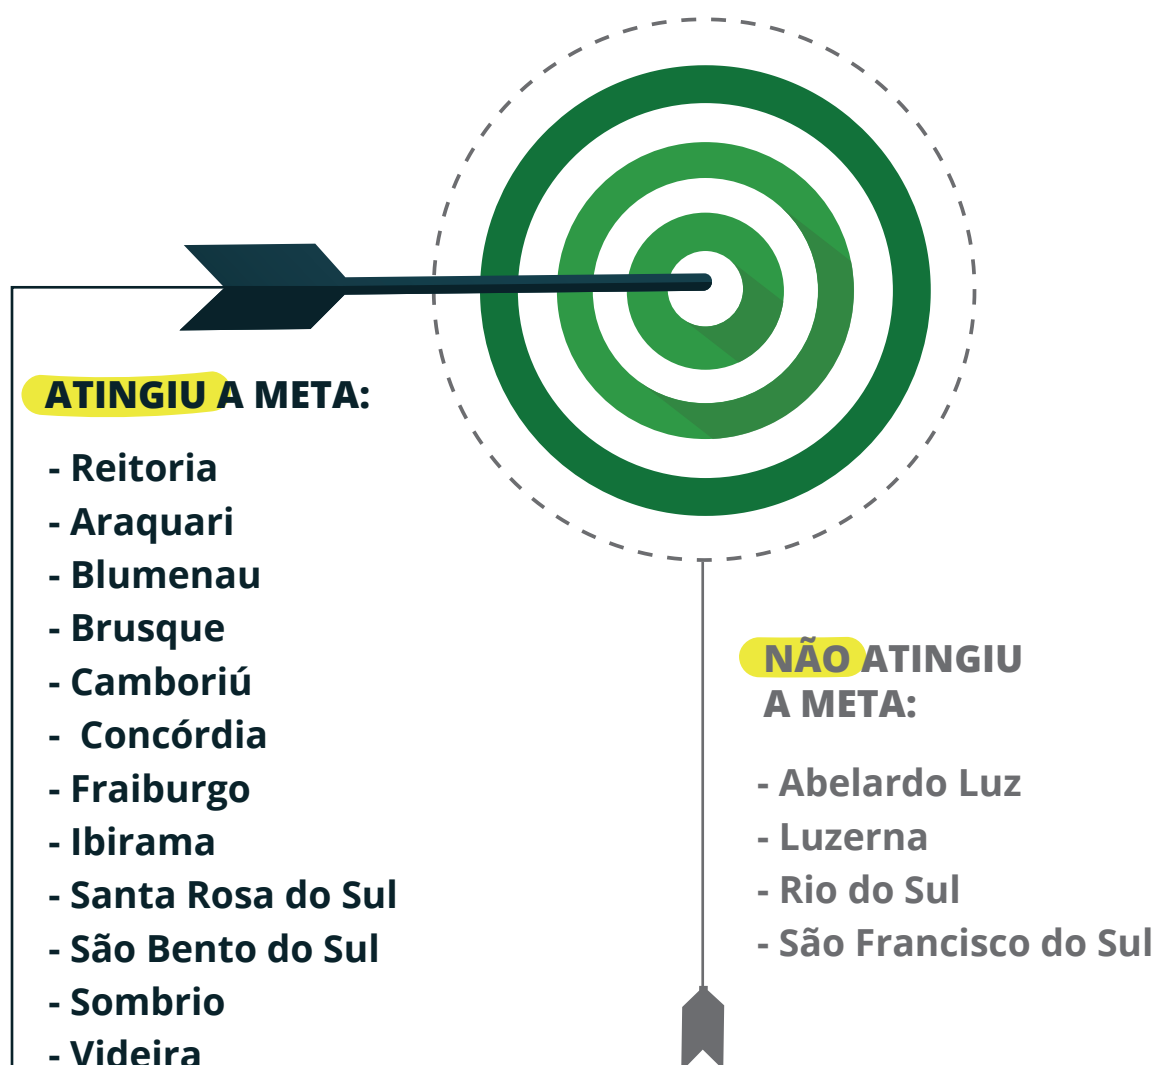 ATINGIU A META:
- Reitoria
- Araquari
- Blumenau
- Brusque
- Camboriú
- Concórdia
- Fraiburgo
- Ibirama
- Santa Rosa do Sul
- São Bento do Sul
- Sombrio
- Videira
NÃO ATINGIU
A META:
- Abelardo Luz
- Luzerna
- Rio do Sul
- São Francisco do Sul